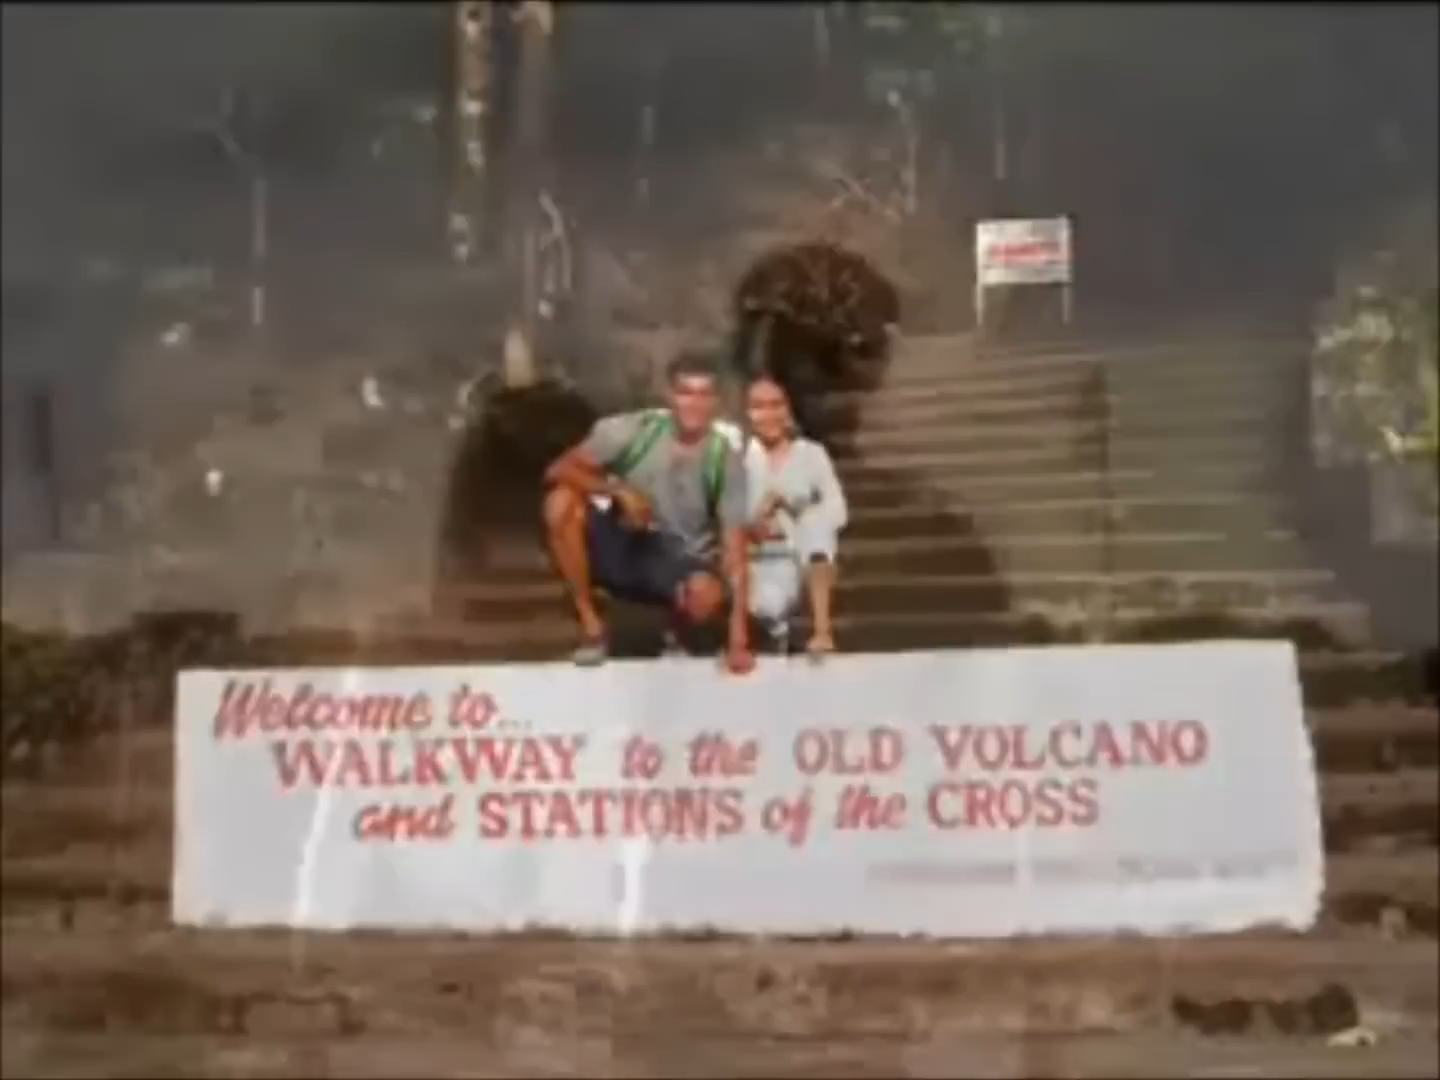 Welcome to...
WALKWAY to the OLD VOLCANO
and STATIONS of the CROSS